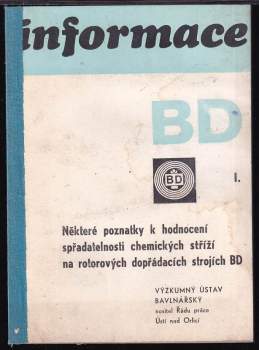 informace
BD
BD
I.
Některé poznatky k hodnocení
spřadatelnosti chemických stříží
na rotorových dopřádacích strojích BD
VÝZKUMNÝ ÚSTAV
BAVLNÁŘSKÝ
nositel Řádu práce
Ústí nad Orlicí